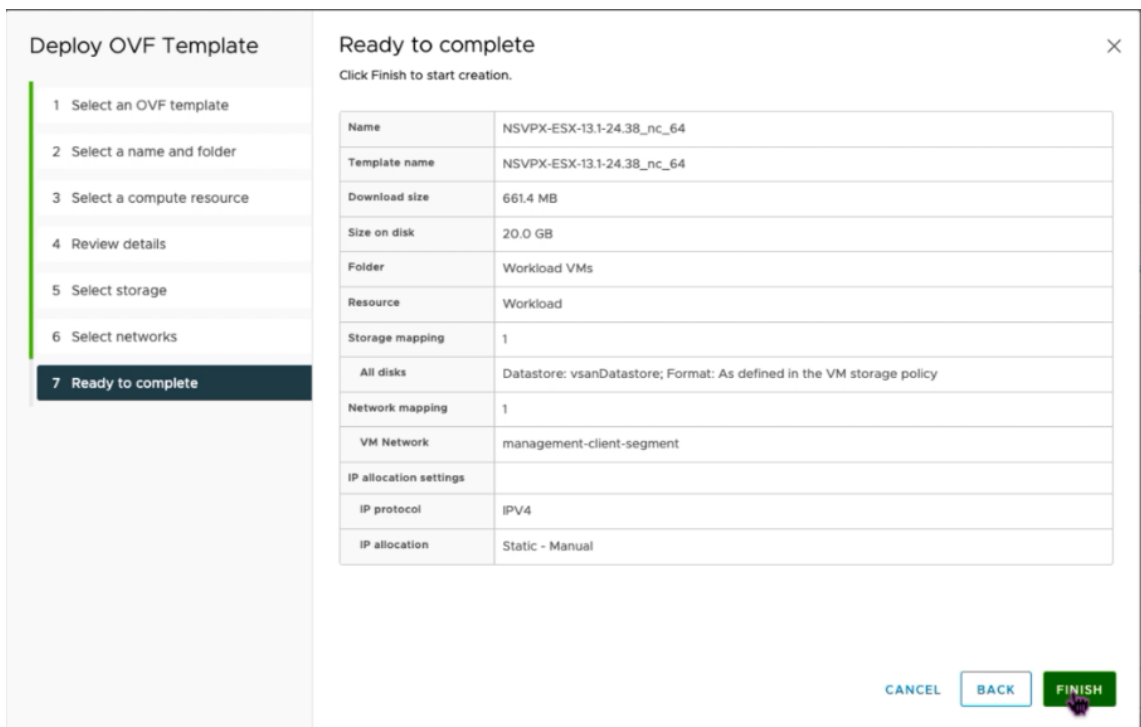 Deploy OVF Template
1 Select an OVF template
2 Select a name and folder
3 Select a compute resource
4 Review details
5 Select storage
6 Select networks
7 Ready to complete
Ready to complete
Click Finish to start creation.
Name NSVPX-ESX-13.1-24.38_nc_64
Template name NSVPX-ESX-13.1-24.38_nc_64
Download size 661.4 MB
Size on disk 20.0 GB
Folder Workload VMs
Resource Workload
Storage mapping 1
All disks Datastore: vsanDatastore; Format: As defined in the VM storage policy
Network mapping 1
VM Network management-client-segment
IP allocation settings
IP protocol IPV4
IP allocation Static - Manual
CANCEL BACK FINISH